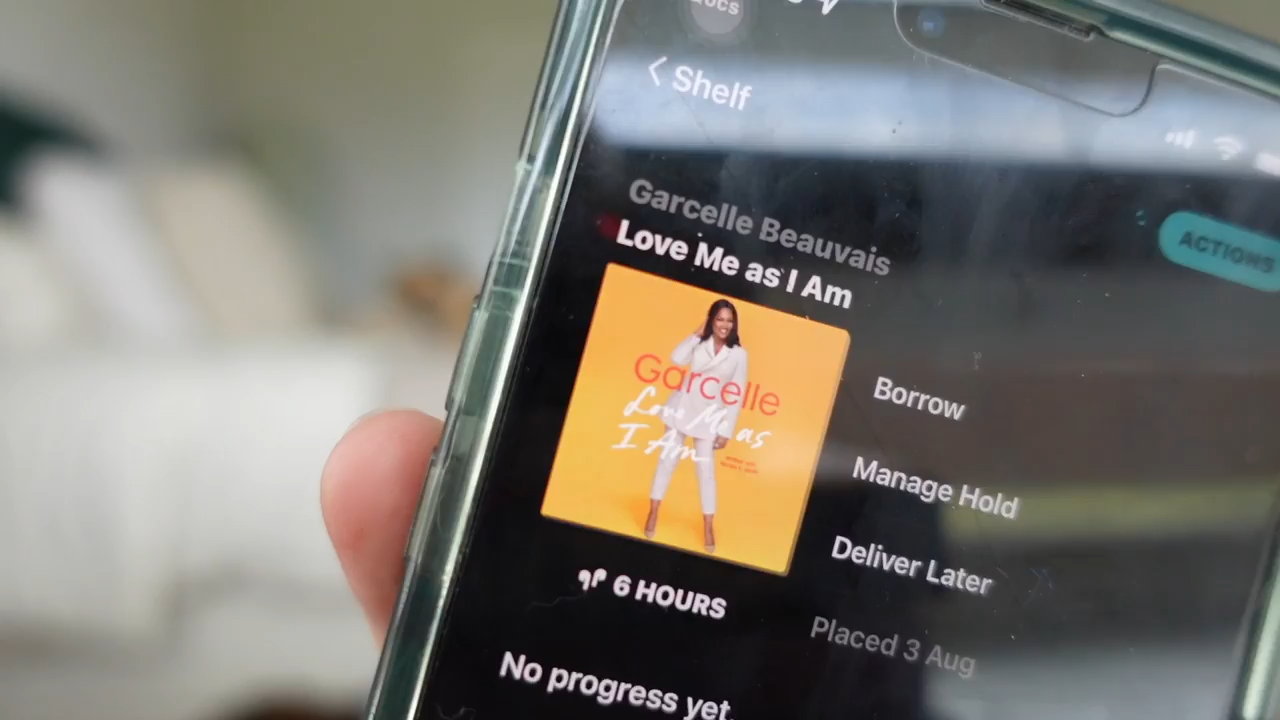 Shelf
Garcelle Beauvais
Love Me as I Am
ACTIONS
Garcelle
Love Me as
I Am
Borrow
Manage Hold
Deliver Later
Placed 3 Aug
6 HOURS
No progress yet